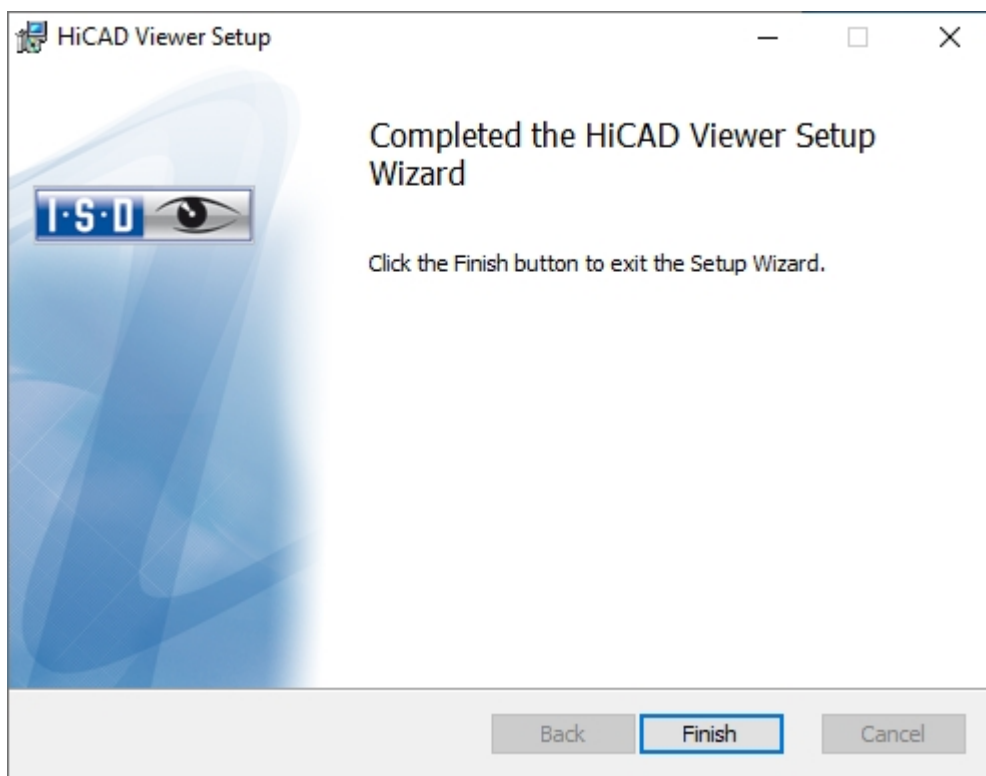 HiCAD Viewer Setup
Completed the HiCAD Viewer Setup
Wizard
I·S·D
Click the Finish button to exit the Setup Wizard.
Back Finish Cancel